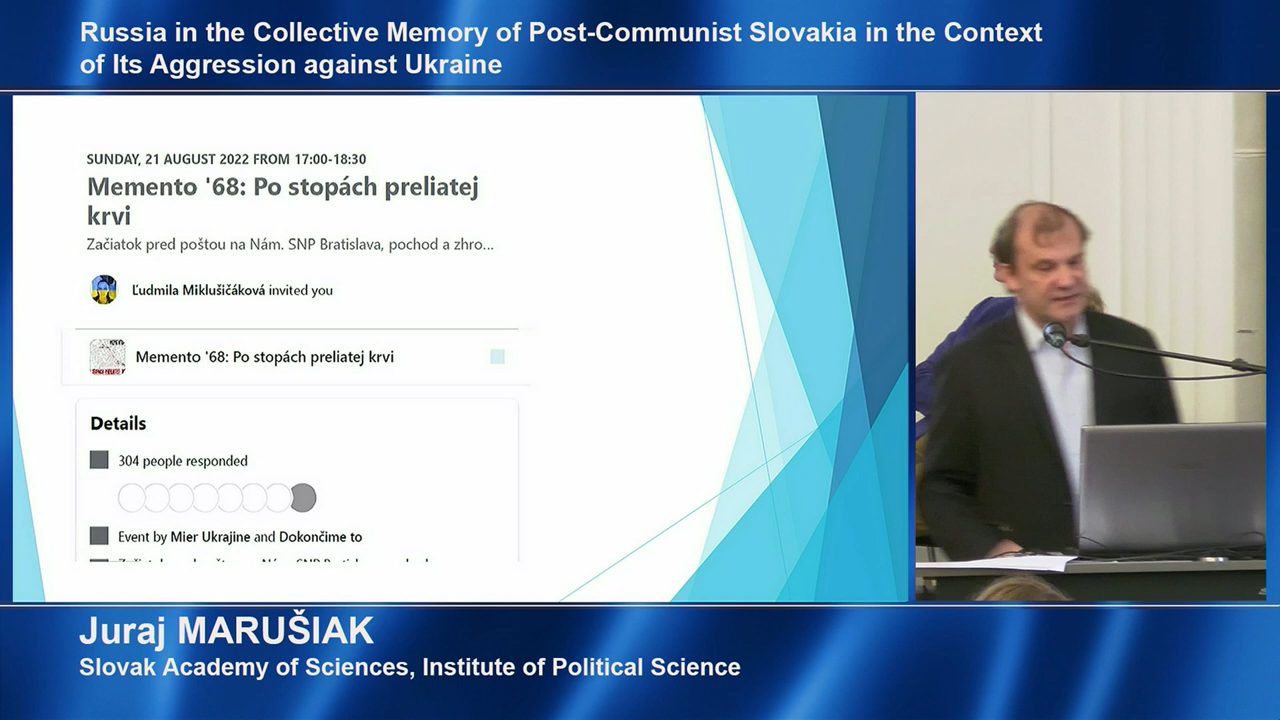 Russia in the Collective Memory of Post-Communist Slovakia in the Context
of Its Aggression against Ukraine
SUNDAY, 21 AUGUST 2022 FROM 17:00-18:30
Memento '68: Po stopách preliatej
krvi
Začiatok pred poštou na Nám. SNP Bratislava, pochod a zhro...
Ľudmila Miklušičáková invited you
Memento '68: Po stopách preliatej krvi
Details
304 people responded
Event by Mier Ukrajine and Dokončime to
Juraj MARUŠIAK
Slovak Academy of Sciences, Institute of Political Science